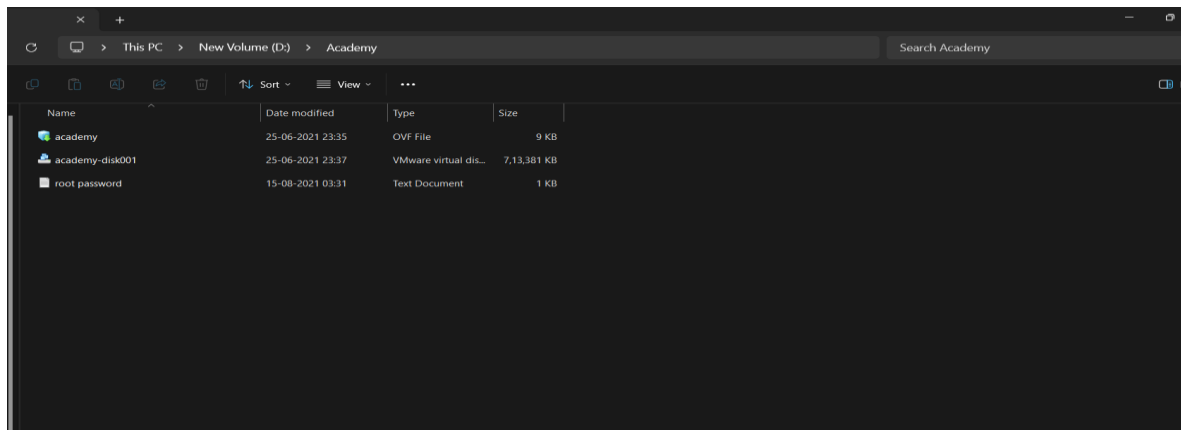 This PC > New Volume (D:) > Academy Search Academy
Sort View
Name Date modified Type Size
academy 25-06-2021 23:35 OVF File 9 KB
academy-disk001 25-06-2021 23:37 VMware virtual dis... 7,13,381 KB
root password 15-08-2021 03:31 Text Document 1 KB